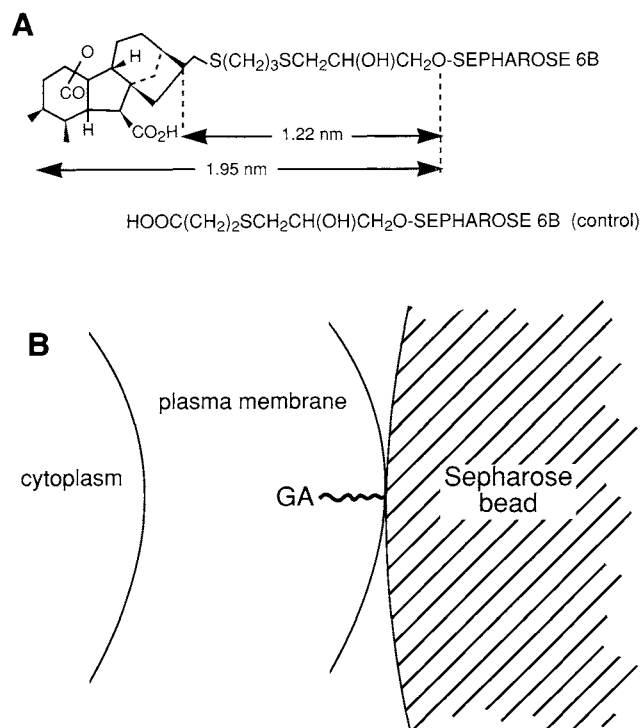 A
O
CO
H
H
CO₂H
S(CH₂)₃SCH₂CH(OH)CH₂O-SEPHAROSE 6B
1.22 nm
1.95 nm
HOOC(CH₂)₂SCH₂CH(OH)CH₂O-SEPHAROSE 6B (control)
B
plasma membrane
cytoplasm
GA
Sepharose
bead